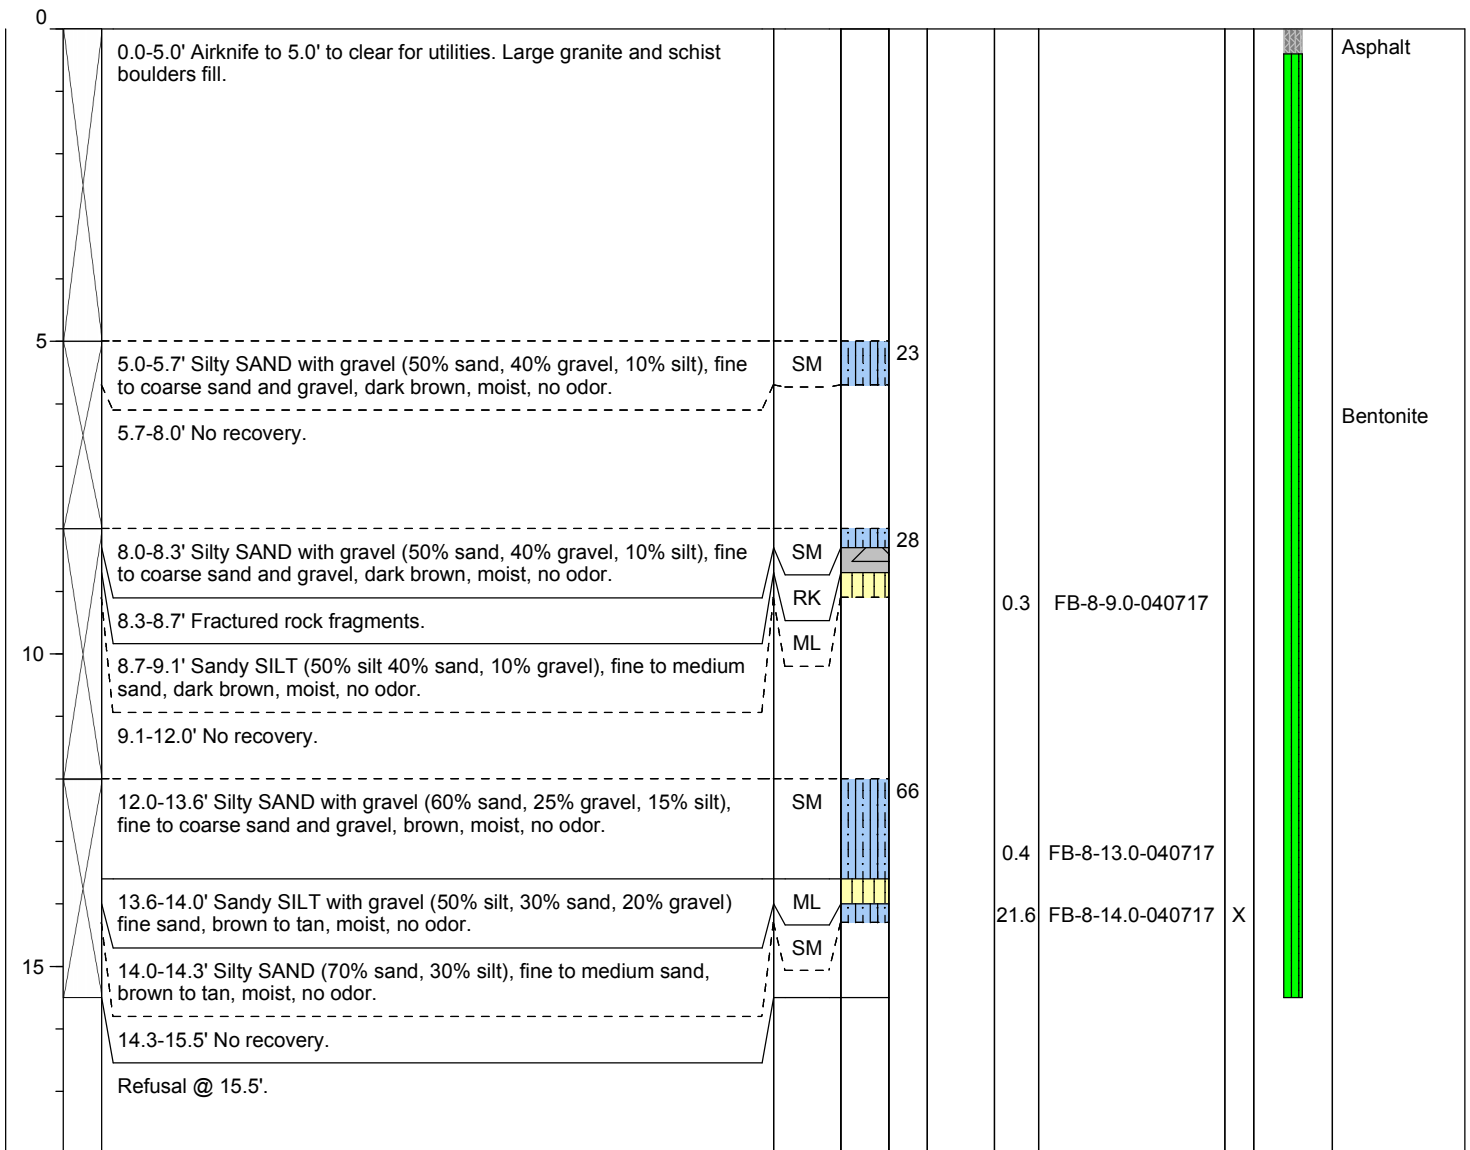 0
0.0-5.0' Airknife to 5.0' to clear for utilities. Large granite and schist
boulders fill.
Asphalt
5
5.0-5.7' Silty SAND with gravel (50% sand, 40% gravel, 10% silt), fine
to coarse sand and gravel, dark brown, moist, no odor.
SM
23
5.7-8.0' No recovery.
Bentonite
8.0-8.3' Silty SAND with gravel (50% sand, 40% gravel, 10% silt), fine
to coarse sand and gravel, dark brown, moist, no odor.
SM
28
8.3-8.7' Fractured rock fragments.
RK
0.3 FB-8-9.0-040717
10
8.7-9.1' Sandy SILT (50% silt 40% sand, 10% gravel), fine to medium
sand, dark brown, moist, no odor.
ML
9.1-12.0' No recovery.
12.0-13.6' Silty SAND with gravel (60% sand, 25% gravel, 15% silt),
fine to coarse sand and gravel, brown, moist, no odor.
SM
66
0.4 FB-8-13.0-040717
13.6-14.0' Sandy SILT with gravel (50% silt, 30% sand, 20% gravel)
fine sand, brown to tan, moist, no odor.
ML
21.6 FB-8-14.0-040717 X
15
14.0-14.3' Silty SAND (70% sand, 30% silt), fine to medium sand,
brown to tan, moist, no odor.
SM
14.3-15.5' No recovery.
Refusal @ 15.5'.